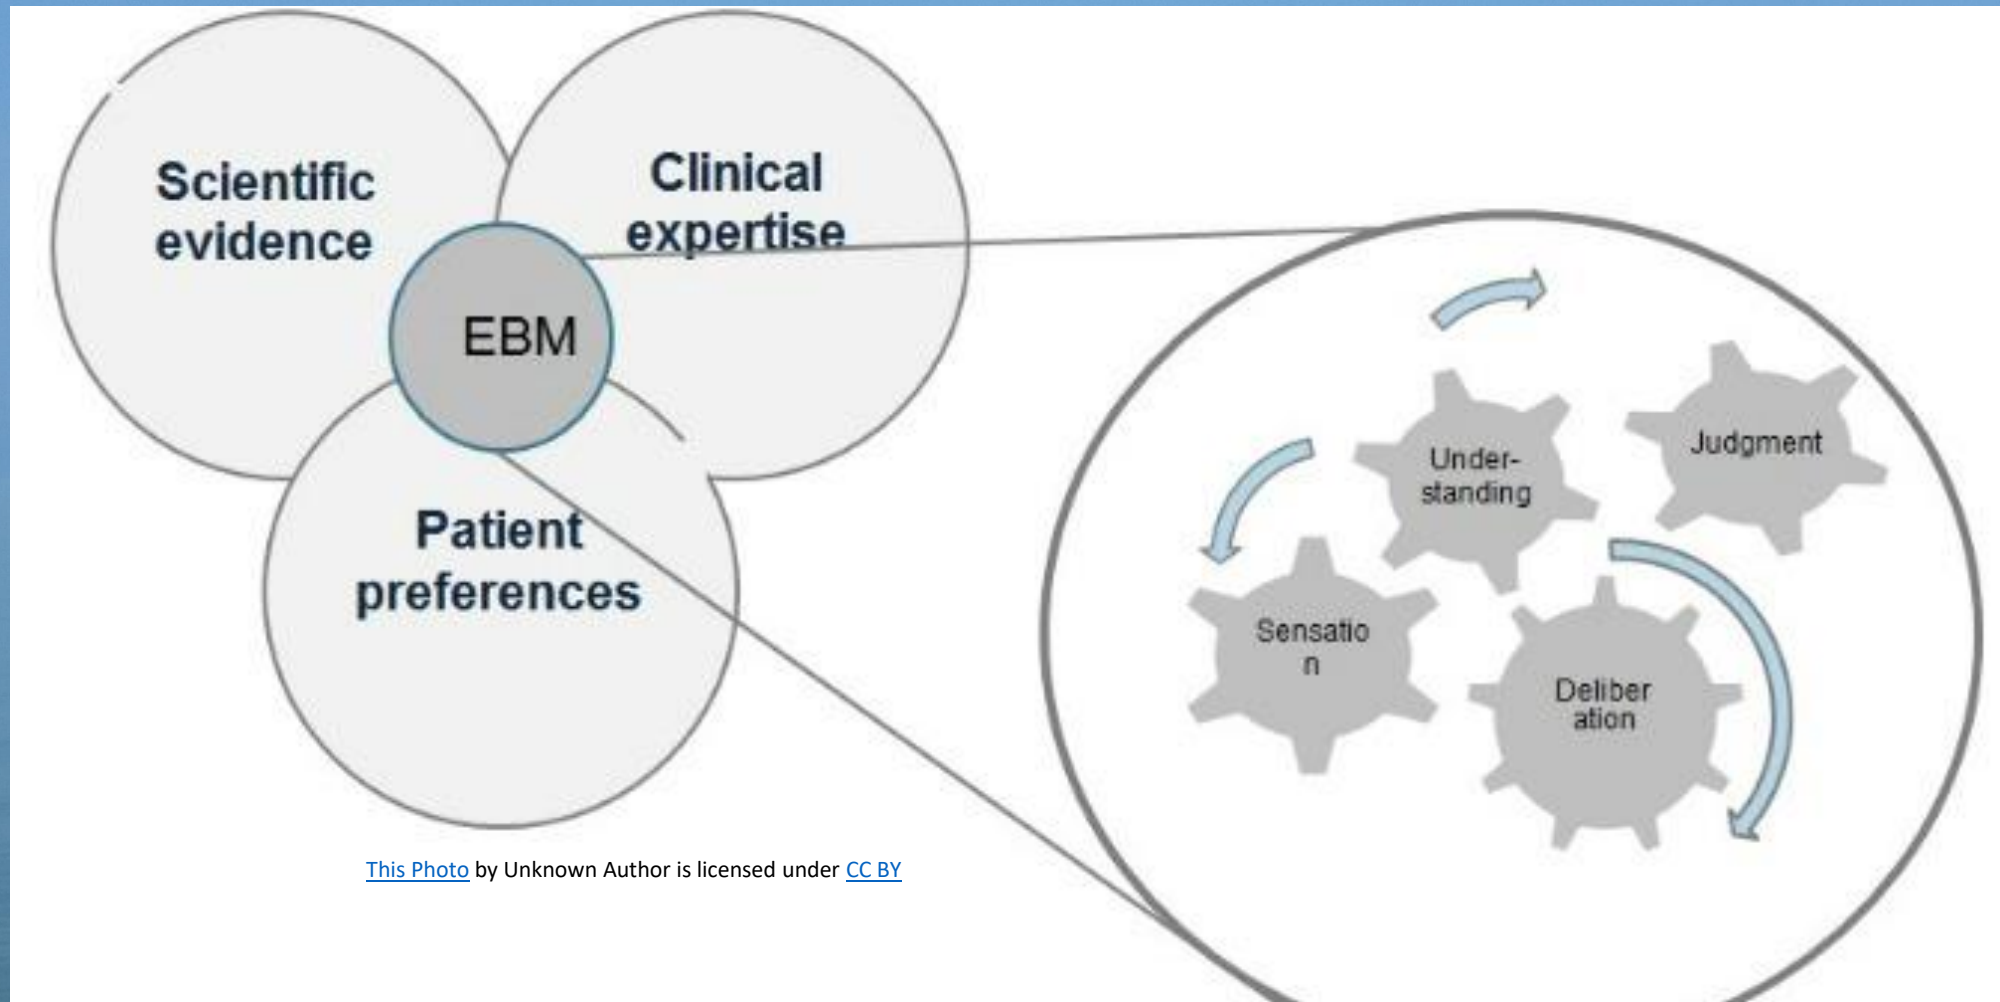 Scientific
evidence
Clinical
expertise
EBM
Patient
preferences
Under-
standing
Judgment
Sensatio
n
Deliber
ation
This Photo by Unknown Author is licensed under CC BY